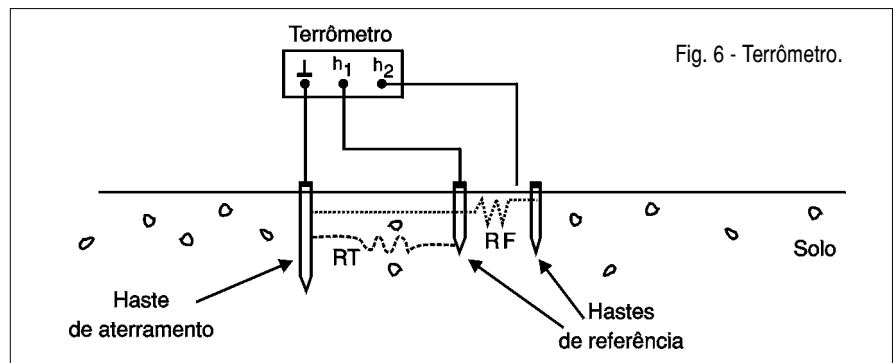 Terrômetro
Fig. 6 - Terrômetro.
h1 h2
RF
RT
Solo
Haste
de aterramento
Hastes
de referência